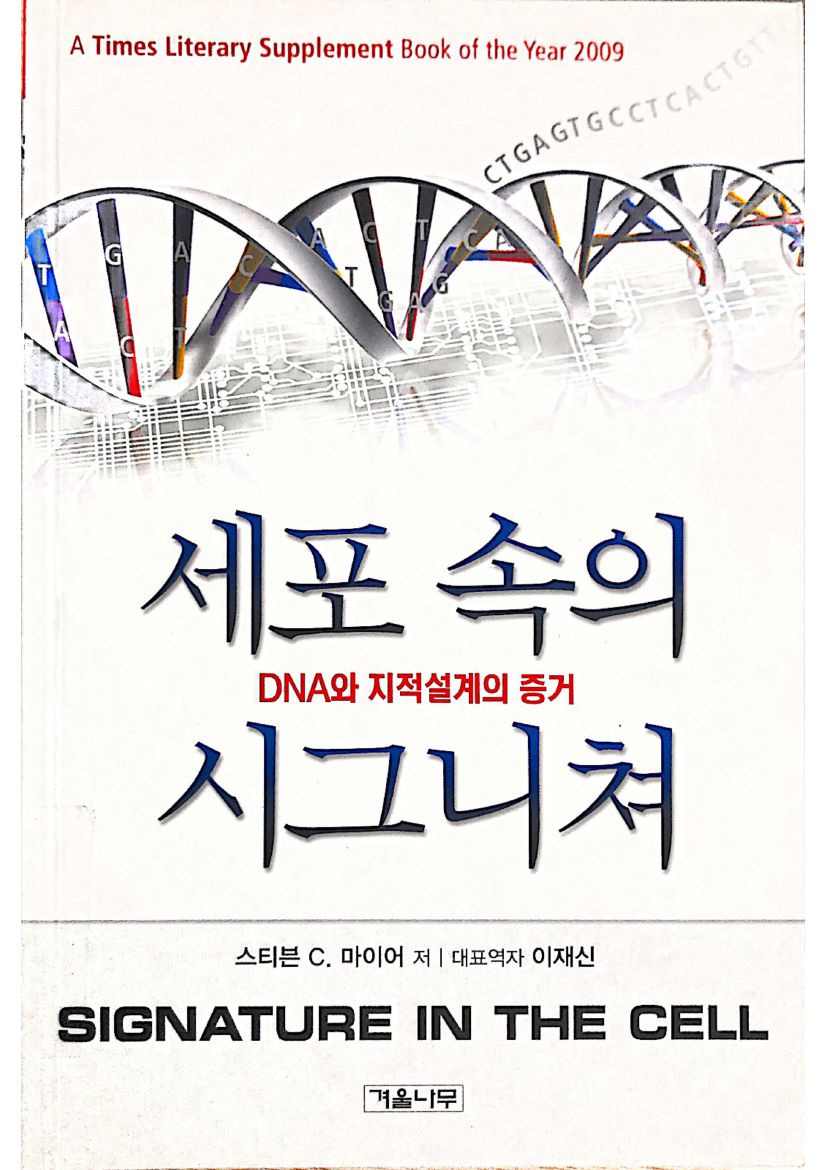 A Times Literary Supplement Book of the Year 2009
CTGAGTGCCTCACTGTT
T G A C A C T C A
A C T T G A G
세포 속의
DNA와 지적설계의 증거
시그니쳐
스티븐 C. 마이어 저 | 대표역자 이재신
SIGNATURE IN THE CELL
겨울나무